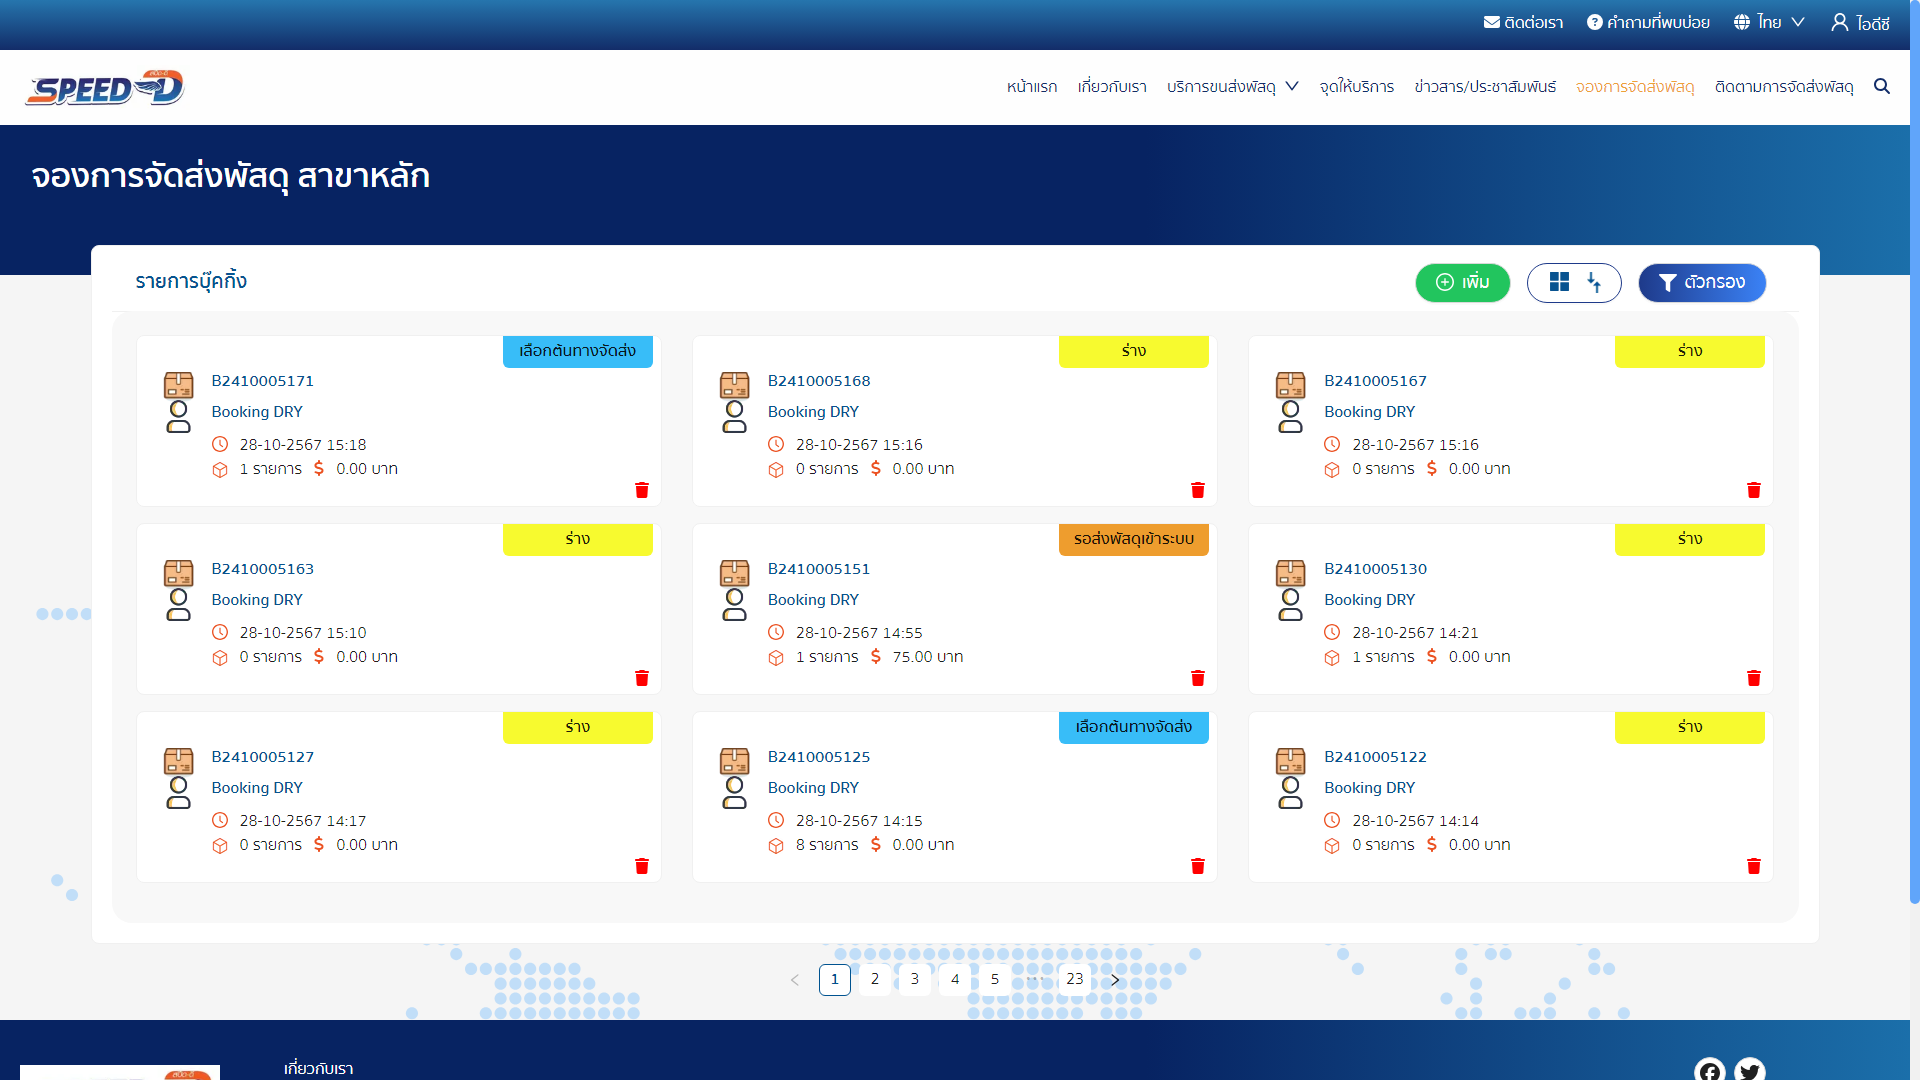 ติดต่อเรา คำถามที่พบบ่อย ไทย ไอดีซี
SPEED-D หน้าแรก เกี่ยวกับเรา บริการขนส่งพัสดุ จุดให้บริการ ข่าวสาร/ประชาสัมพันธ์ จองการจัดส่งพัสดุ ติดตามการจัดส่งพัสดุ
จองการจัดส่งพัสดุ สาขาหลัก
รายการบุ๊คกิ้ง เพิ่ม ตัวกรอง
เลือกต้นทางจัดส่ง
B2410005171
Booking DRY
28-10-2567 15:18
1 รายการ $ 0.00 บาท
ร่าง
B2410005168
Booking DRY
28-10-2567 15:16
0 รายการ $ 0.00 บาท
ร่าง
B2410005167
Booking DRY
28-10-2567 15:16
0 รายการ $ 0.00 บาท
ร่าง
B2410005163
Booking DRY
28-10-2567 15:10
0 รายการ $ 0.00 บาท
รอส่งพัสดุเข้าระบบ
B2410005151
Booking DRY
28-10-2567 14:55
1 รายการ $ 75.00 บาท
ร่าง
B2410005130
Booking DRY
28-10-2567 14:21
1 รายการ $ 0.00 บาท
ร่าง
B2410005127
Booking DRY
28-10-2567 14:17
0 รายการ $ 0.00 บาท
เลือกต้นทางจัดส่ง
B2410005125
Booking DRY
28-10-2567 14:15
8 รายการ $ 0.00 บาท
ร่าง
B2410005122
Booking DRY
28-10-2567 14:14
0 รายการ $ 0.00 บาท
1 2 3 4 5 ••• 23
เกี่ยวกับเรา